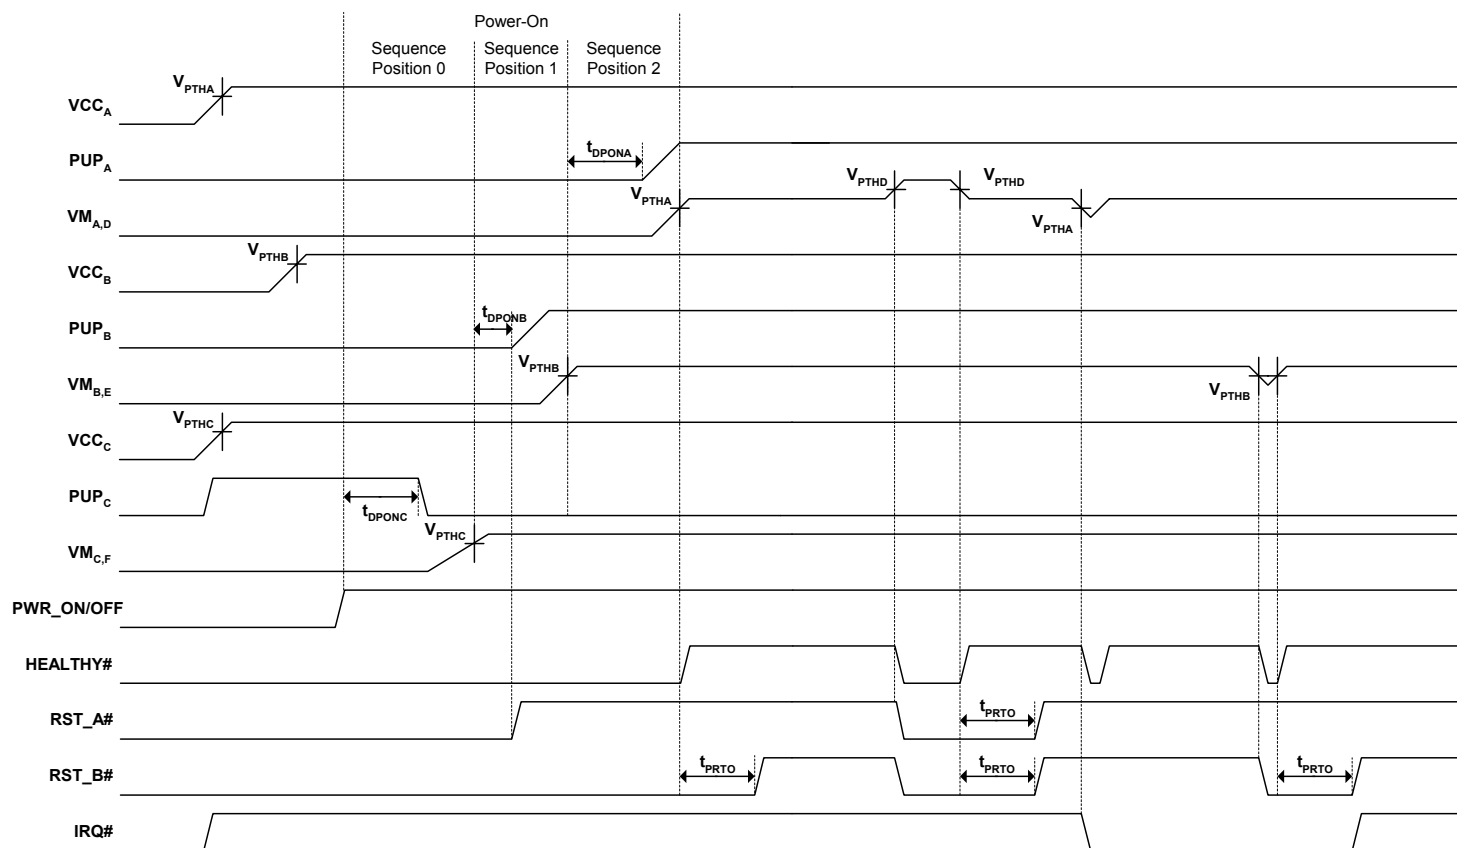 Power-On
Sequence Position 0
Sequence Position 1
Sequence Position 2
VPTHA
VCCA
PUPA
tDPONA
VPTHD
VPTHD
VPTHA
VPTHA
VMA,D
VPTHB
VCCB
tDPONB
PUPB
VPTHB
VMB,E
VPTHB
VPTHC
VCCC
PUPC
tDPONC
VPTHC
VMC,F
PWR_ON/OFF
HEALTHY#
RST_A#
tPRTO
RST_B#
tPRTO
tPRTO
tPRTO
IRQ#